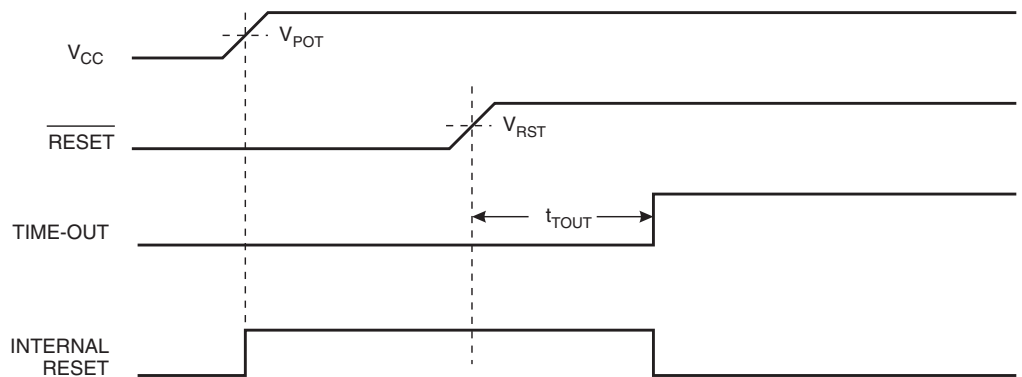 V_CC
V_POT
RESET
V_RST
TIME-OUT
t_TOUT
INTERNAL
RESET